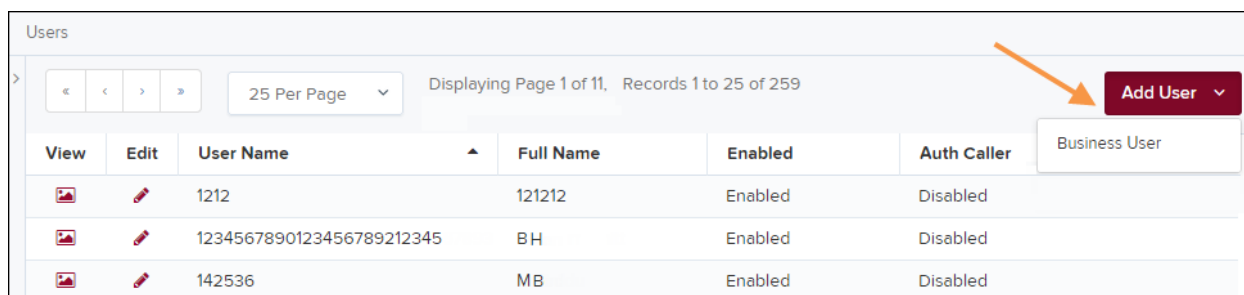 Users
25 Per Page
Displaying Page 1 of 11, Records 1 to 25 of 259
Add User
Business User
View Edit User Name Full Name Enabled Auth Caller
1212 121212 Enabled Disabled
1234567890123456789212345 BH Enabled Disabled
142536 MB Enabled Disabled